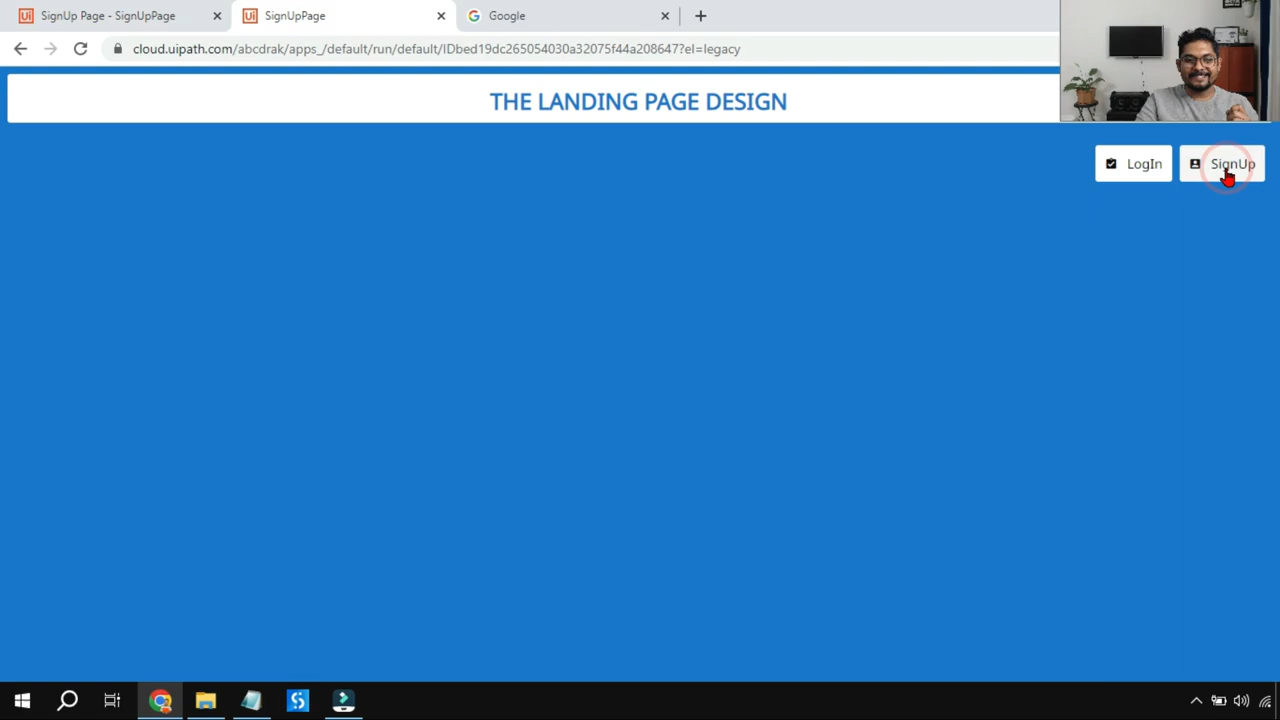 SignUp Page - SignUpPage
SignUpPage
Google
cloud.uipath.com/abcdrak/apps_/default/run/default/IDbed19dc265054030a32075f44a208647?el=legacy
THE LANDING PAGE DESIGN
LogIn
SignUp